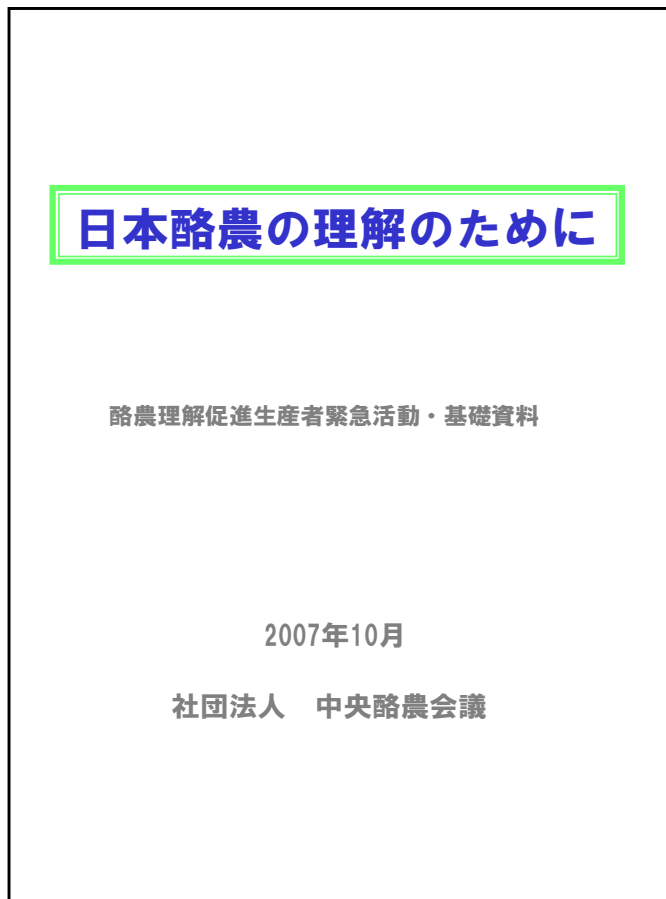 日本酪農の理解のために
酪農理解促進生産者緊急活動・基礎資料
2007年10月
社団法人　中央酪農会議